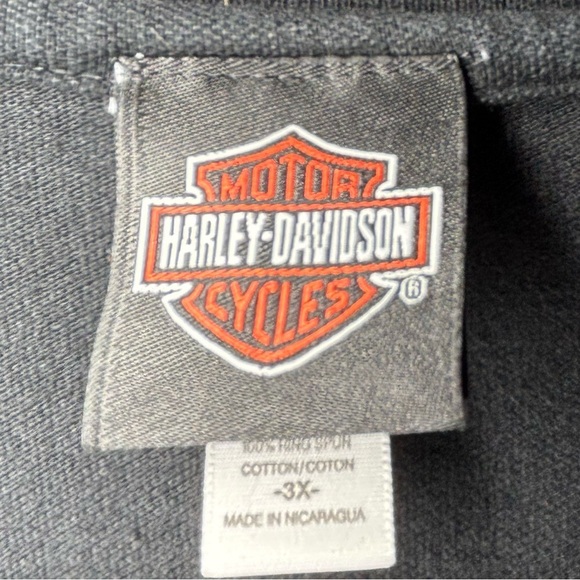 MOTOR
HARLEY-DAVIDSON
CYCLES
®
100% RING SPUN
COTTON/COTON
-3X-
MADE IN NICARAGUA